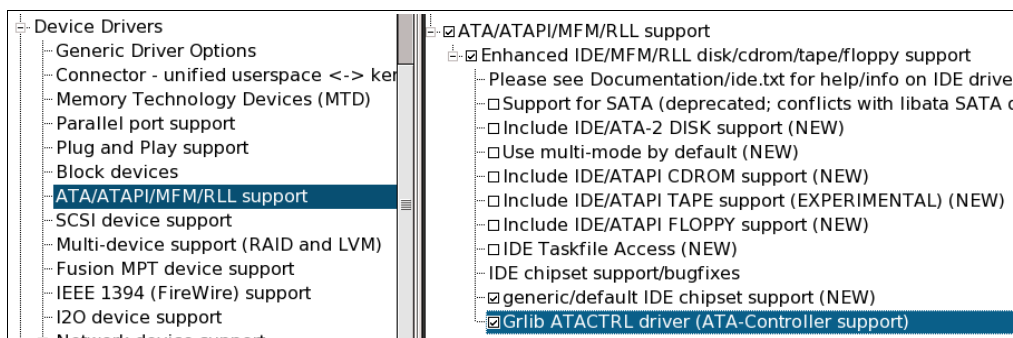 Device Drivers
Generic Driver Options
Connector - unified userspace <-> ker
Memory Technology Devices (MTD)
Parallel port support
Plug and Play support
Block devices
ATA/ATAPI/MFM/RLL support
SCSI device support
Multi-device support (RAID and LVM)
Fusion MPT device support
IEEE 1394 (FireWire) support
I2O device support
Network device support
ATA/ATAPI/MFM/RLL support
Enhanced IDE/MFM/RLL disk/cdrom/tape/floppy support
Please see Documentation/ide.txt for help/info on IDE drive
Support for SATA (deprecated; conflicts with libata SATA d
Include IDE/ATA-2 DISK support (NEW)
Use multi-mode by default (NEW)
Include IDE/ATAPI CDROM support (NEW)
Include IDE/ATAPI TAPE support (EXPERIMENTAL) (NEW)
Include IDE/ATAPI FLOPPY support (NEW)
IDE Taskfile Access (NEW)
IDE chipset support/bugfixes
generic/default IDE chipset support (NEW)
Grlib ATACTRL driver (ATA-Controller support)